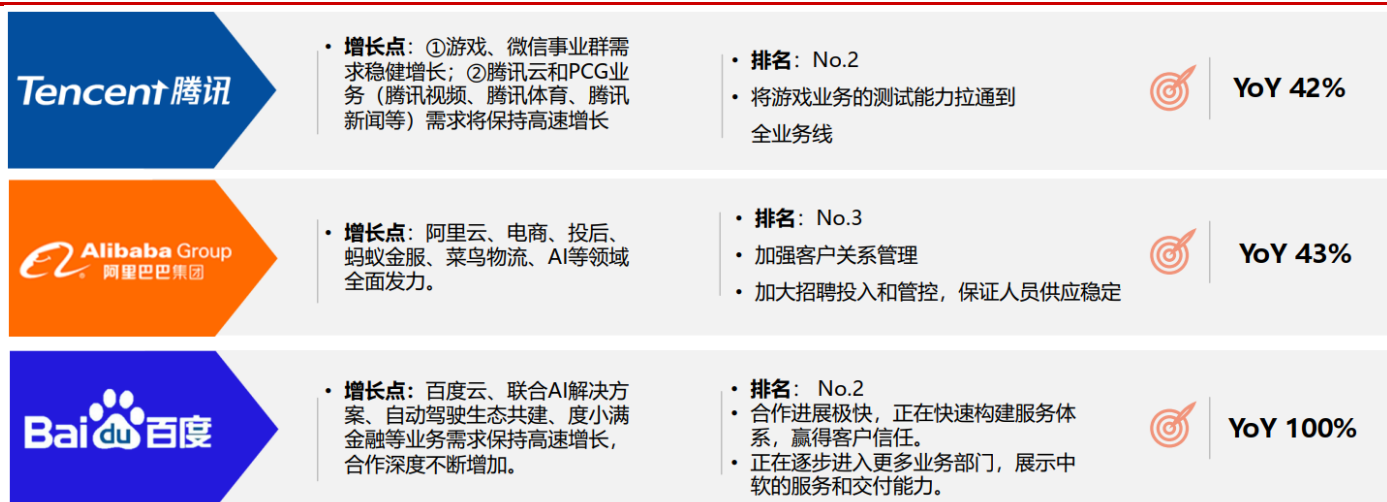 Tencent 腾讯
• 增长点：①游戏、微信事业群需
求稳健增长；②腾讯云和PCG业
务（腾讯视频、腾讯体育、腾讯
新闻等）需求将保持高速增长
• 排名：No.2
• 将游戏业务的测试能力拉通到
全业务线
YoY 42%
Alibaba Group
阿里巴巴集团
• 增长点：阿里云、电商、投后、
蚂蚁金服、菜鸟物流、AI等领域
全面发力。
• 排名：No.3
• 加强客户关系管理
• 加大招聘投入和管控，保证人员供应稳定
YoY 43%
Bai du 百度
• 增长点：百度云、联合AI解决方
案、自动驾驶生态共建、度小满
金融等业务需求保持高速增长，
合作深度不断增加。
• 排名： No.2
• 合作进展极快，正在快速构建服务体
系，赢得客户信任。
• 正在逐步进入更多业务部门，展示中
软的服务和交付能力。
YoY 100%